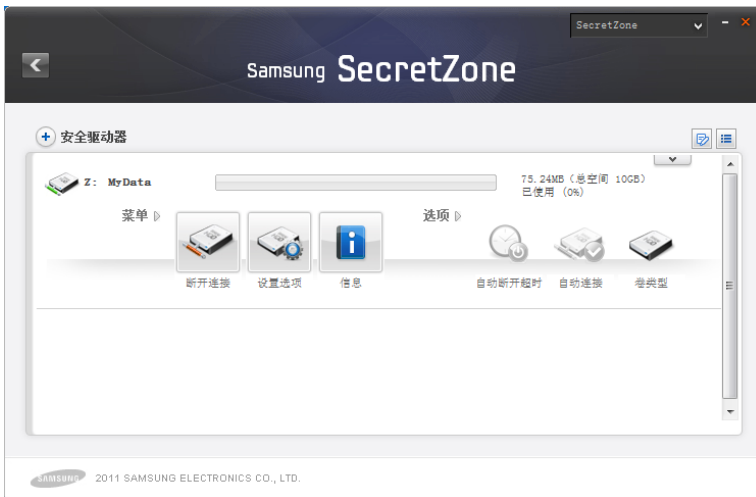 SecretZone
Samsung SecretZone
安全驱动器
Z: MyData
75.24MB (总空间 10GB)
已使用 (0%)
菜单
选项
断开连接
设置选项
信息
自动断开超时
自动连接
卷类型
SAMSUNG
2011 SAMSUNG ELECTRONICS CO., LTD.